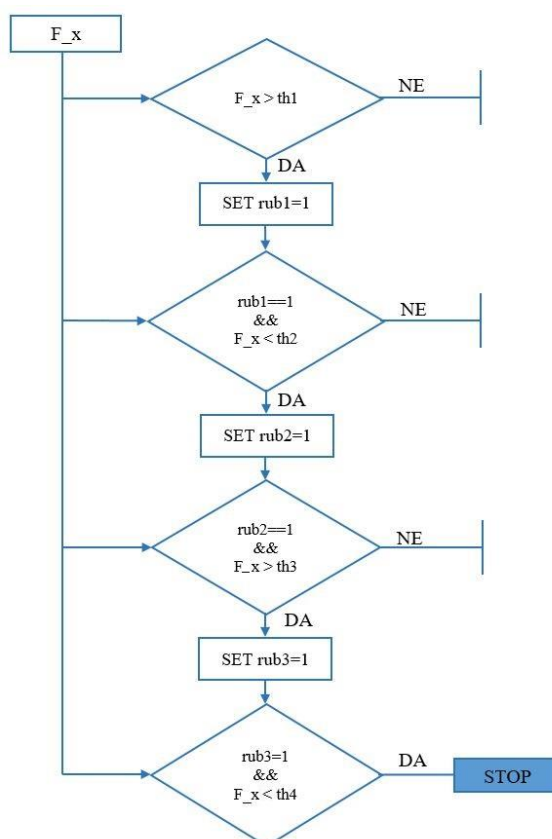 F_x
F_x > th1
NE
DA
SET rub1=1
rub1==1
&&
F_x < th2
NE
DA
SET rub2=1
rub2==1
&&
F_x > th3
NE
DA
SET rub3=1
rub3=1
&&
F_x < th4
DA
STOP